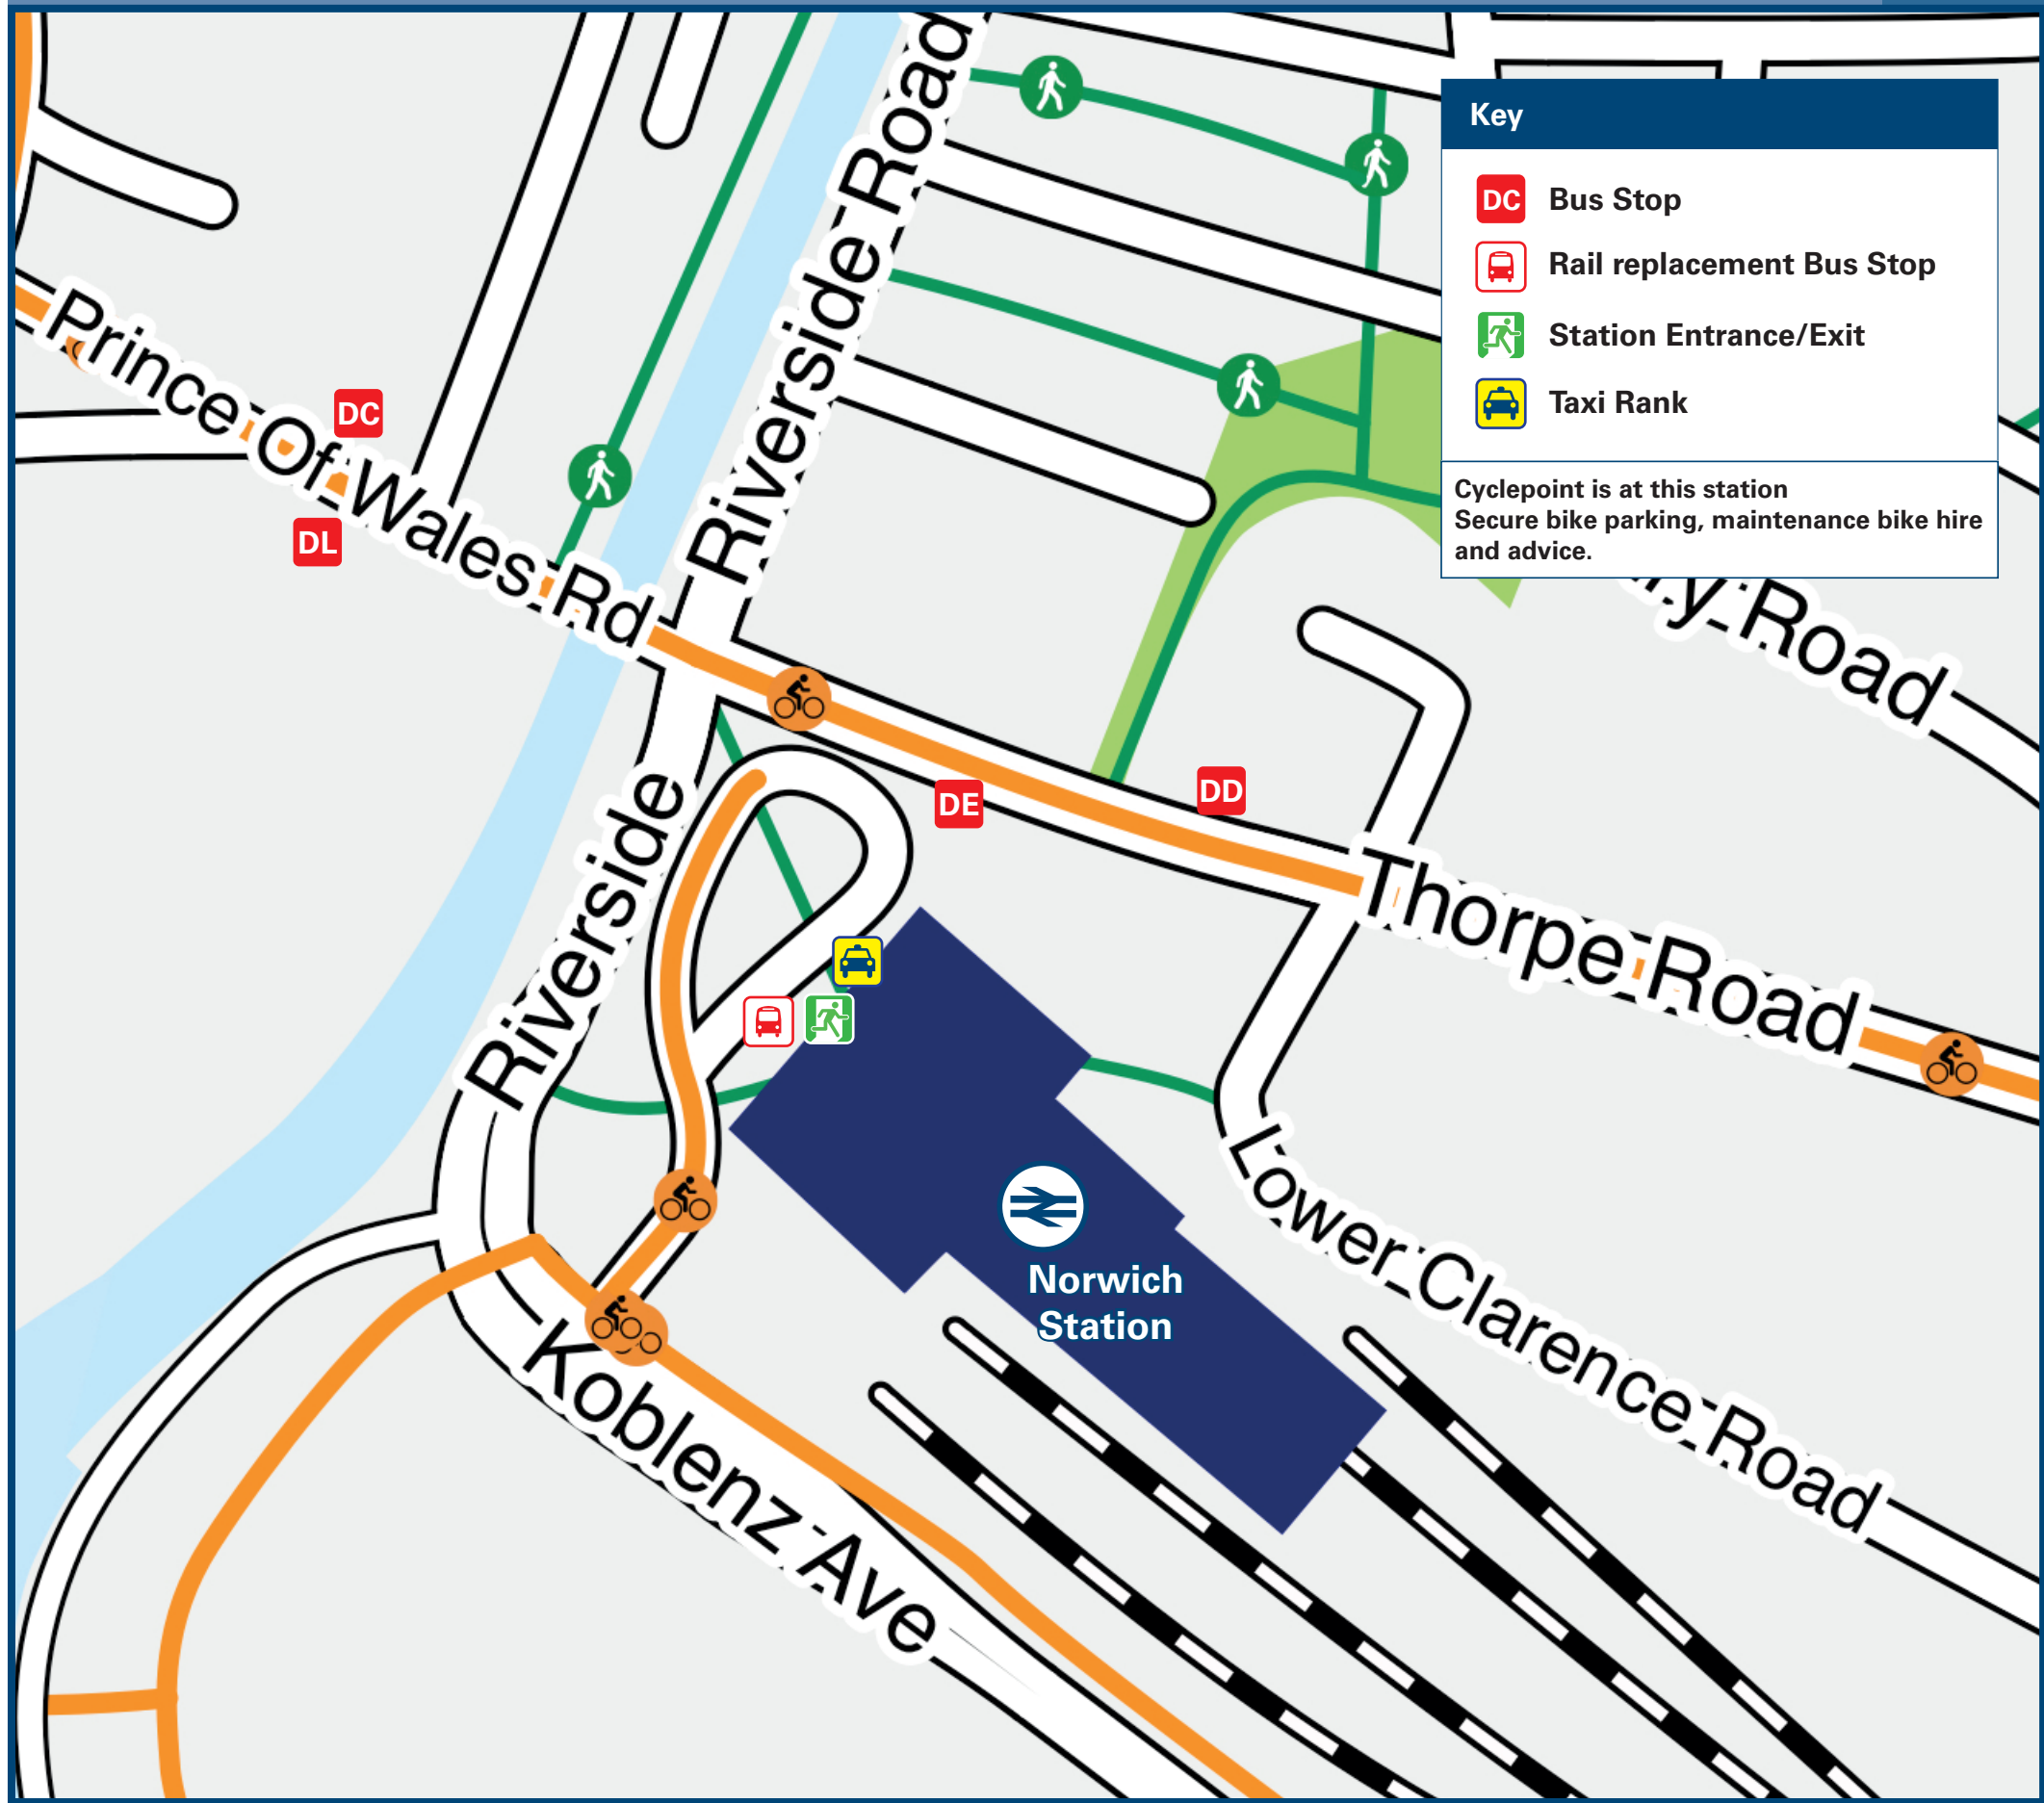 Riverside Road
Key
DC Bus Stop
Rail replacement Bus Stop
Station Entrance/Exit
Taxi Rank
Cyclepoint is at this station
Secure bike parking, maintenance bike hire
and advice.
Prince Of Wales Rd
DC
DL
Road
DE
DD
Riverside
Thorpe Road
Lower Clarence Road
Norwich
Station
Koblenz Ave